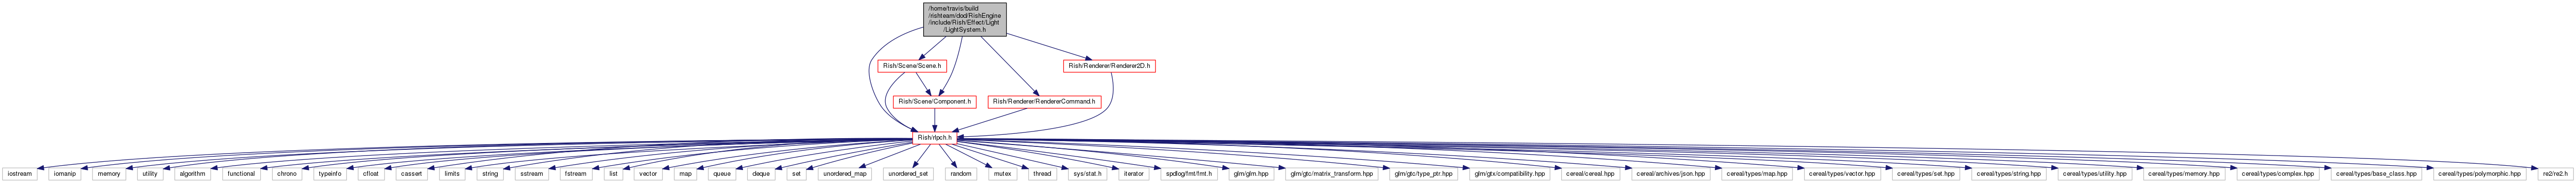 /home/travis/build
/rishteam/dod/RishEngine
/include/Rish/Effect/Light
/LightSystem.h
Rish/Scene/Scene.h
Rish/Renderer/Renderer2D.h
Rish/Scene/Component.h
Rish/Renderer/RendererCommand.h
Rish/rlpch.h
iostream
iomanip
memory
utility
algorithm
functional
chrono
typeinfo
cfloat
cassert
limits
string
sstream
fstream
list
vector
map
queue
deque
set
unordered_map
unordered_set
random
mutex
thread
sys/stat.h
iterator
spdlog/fmt/fmt.h
glm/glm.hpp
glm/gtc/matrix_transform.hpp
glm/gtc/type_ptr.hpp
glm/gtx/compatibility.hpp
cereal/cereal.hpp
cereal/archives/json.hpp
cereal/types/map.hpp
cereal/types/vector.hpp
cereal/types/set.hpp
cereal/types/string.hpp
cereal/types/utility.hpp
cereal/types/memory.hpp
cereal/types/complex.hpp
cereal/types/base_class.hpp
cereal/types/polymorphic.hpp
re2/re2.h